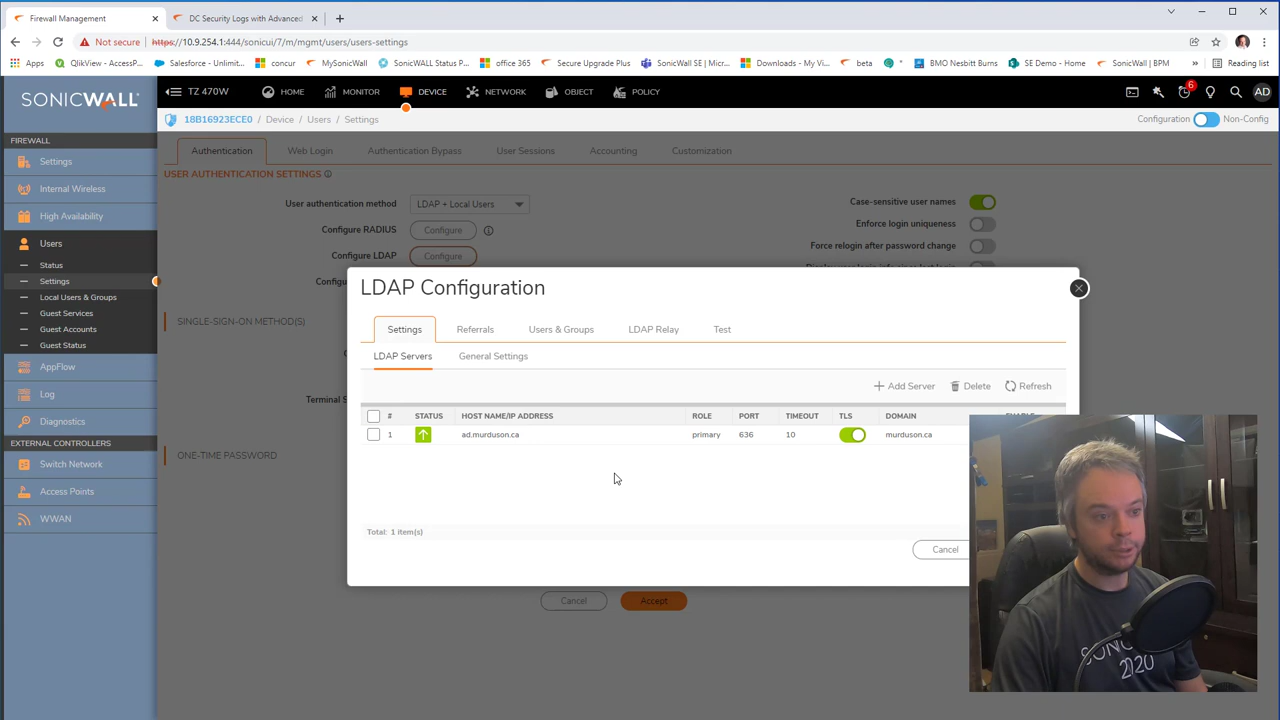 Firewall Management
DC Security Logs with Advanced
Not secure
https://10.9.254.1:444/sonicui/7/m/mgmt/users/users-settings
Apps
QlikView - AccessP...
Salesforce - Unlimit...
concur
MySonicWall
SonicWALL Status P...
office 365
Secure Upgrade Plus
SonicWall SE | Micr...
Downloads - My Vi...
beta
BMO Nesbitt Burns
SE Demo - Home
SonicWall | BPM
»
Reading list
SONICWALL
TZ 470W
HOME
MONITOR
DEVICE
NETWORK
OBJECT
POLICY
6
AD
18B16923ECE0 / Device / Users / Settings
Configuration
Non-Config
FIREWALL
Settings
Internal Wireless
High Availability
Users
Status
Settings
Local Users & Groups
Guest Services
Guest Accounts
Guest Status
AppFlow
Log
Diagnostics
EXTERNAL CONTROLLERS
Switch Network
Access Points
WWAN
Authentication
Web Login
Authentication Bypass
User Sessions
Accounting
Customization
USER AUTHENTICATION SETTINGS
User authentication method
LDAP + Local Users
Configure RADIUS
Configure
Configure LDAP
Configure
Case-sensitive user names
Enforce login uniqueness
Force relogin after password change
SINGLE-SIGN-ON METHOD(S)
ONE-TIME PASSWORD
LDAP Configuration
Settings
Referrals
Users & Groups
LDAP Relay
Test
LDAP Servers
General Settings
+ Add Server
Delete
Refresh
# STATUS HOST NAME/IP ADDRESS ROLE PORT TIMEOUT TLS DOMAIN
1 ad.murduson.ca primary 636 10 murduson.ca
Total: 1 item(s)
Cancel
Cancel
Accept
SONIC
2020